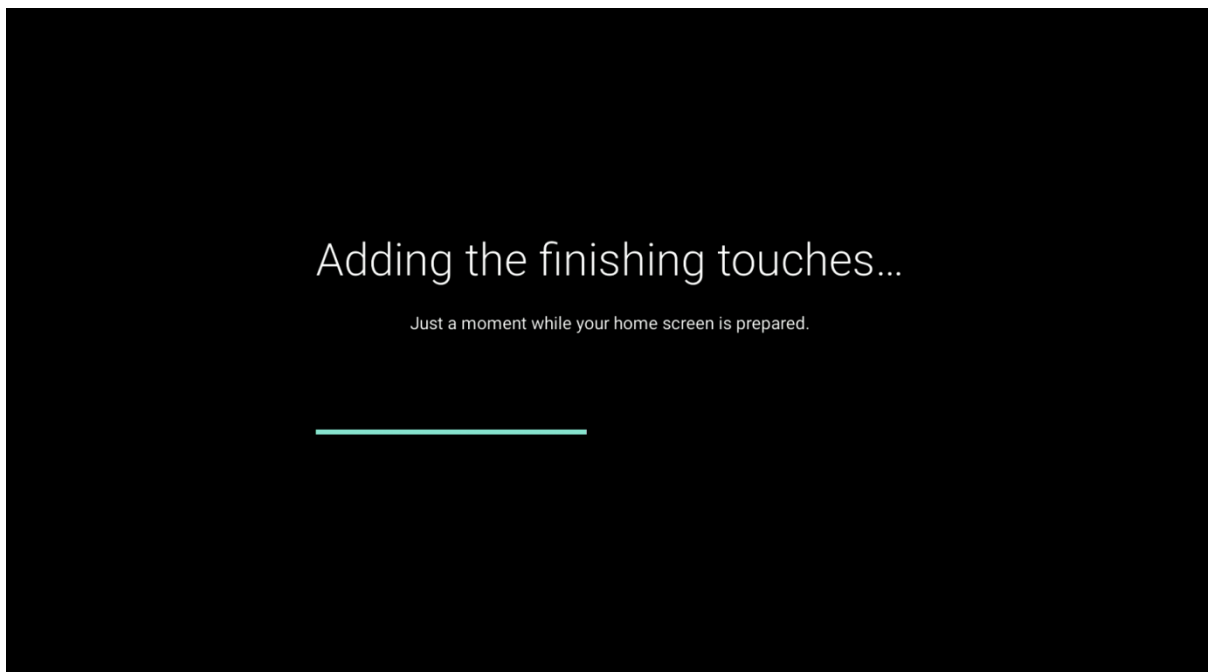 Adding the finishing touches…
Just a moment while your home screen is prepared.